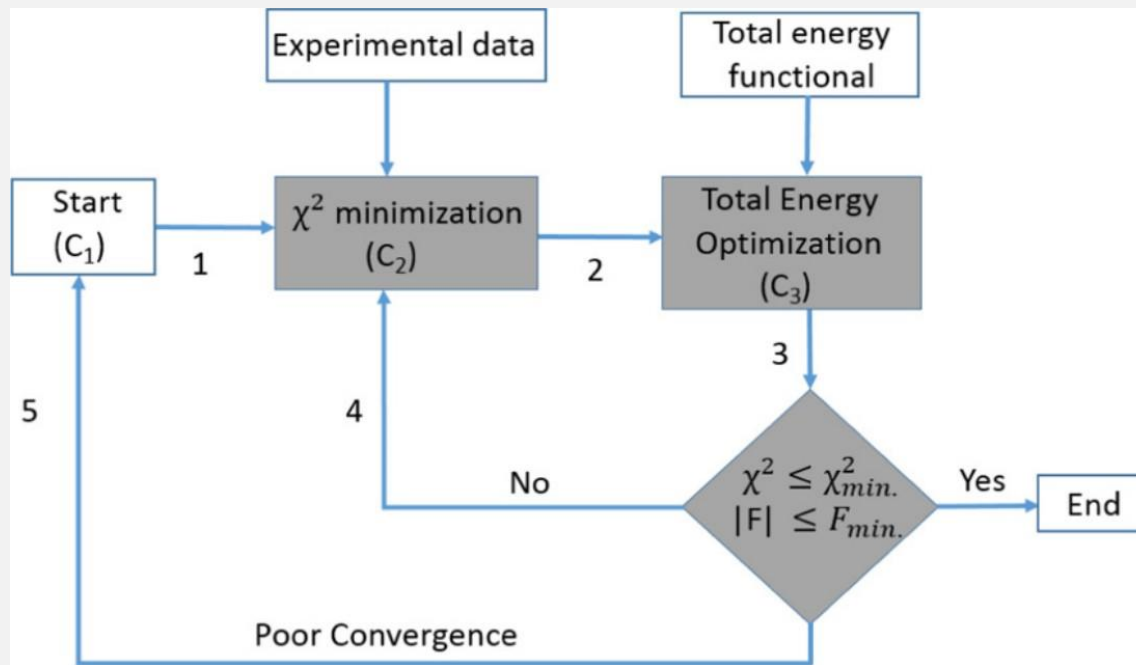 Experimental data
Total energy
functional
Start
(C₁)
1
χ² minimization
(C₂)
2
Total Energy
Optimization
(C₃)
3
4
5
No
χ² ≤ χ²min.
|F| ≤ Fmin.
Yes
End
Poor Convergence